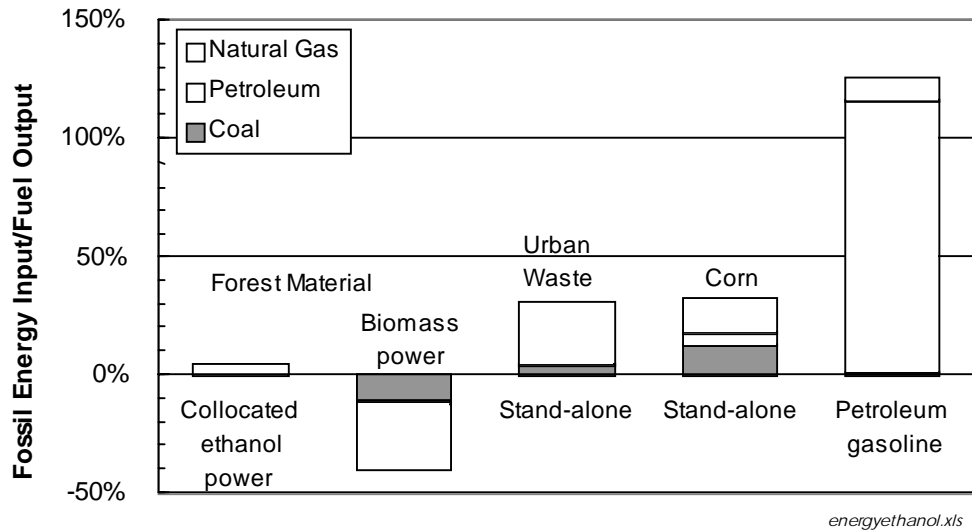 Fossil Energy Input/Fuel Output
150%
100%
50%
0%
-50%
Natural Gas
Petroleum
Coal
Forest Material
Biomass
power
Urban
Waste
Corn
Collocated
ethanol
power
Stand-alone
Stand-alone
Petroleum
gasoline
energyethanol.xls